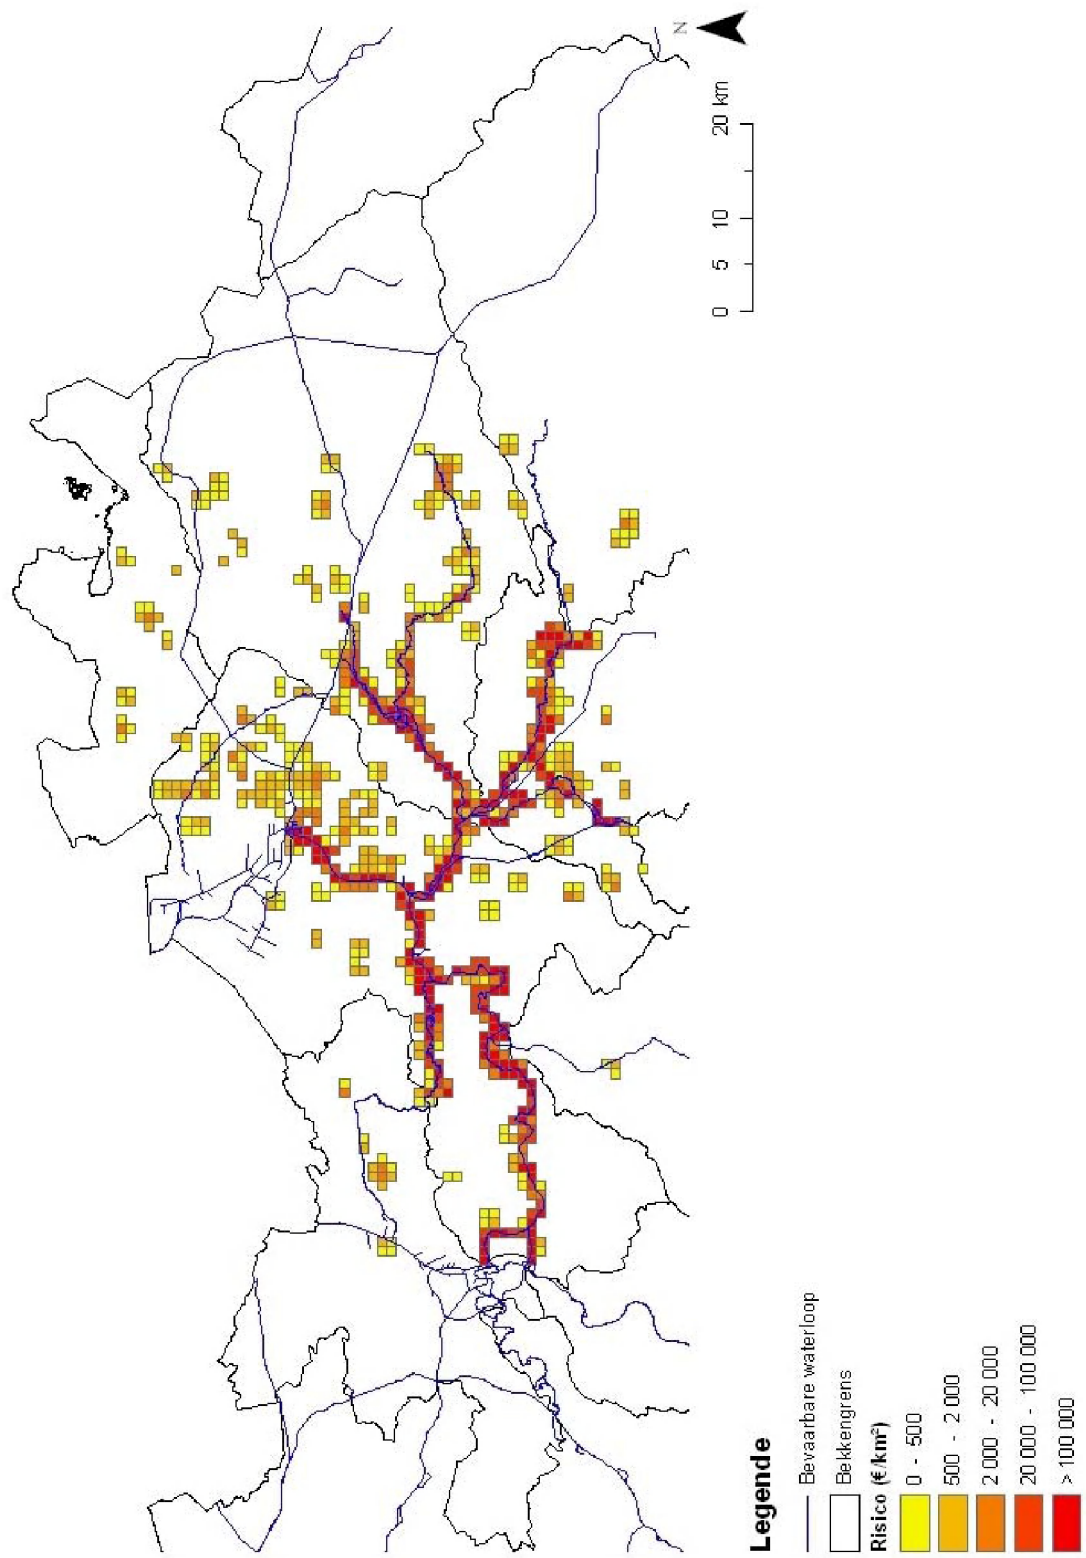 N
0 5 10 20 km
Legende
Bevaarbare waterloop
Bekkengrens
Risico (€/km²)
0 - 500
500 - 2 000
2 000 - 20 000
20 000 - 100 000
> 100 000